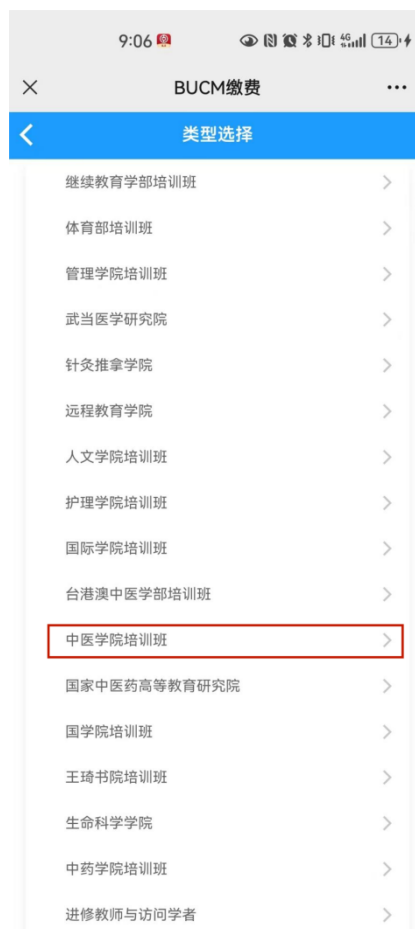 9:06
4G
14
BUCM缴费
类型选择
继续教育学部培训班
体育部培训班
管理学院培训班
武当医学研究院
针灸推拿学院
远程教育学院
人文学院培训班
护理学院培训班
国际学院培训班
台港澳中医学部培训班
中医学院培训班
国家中医药高等教育研究院
国学院培训班
王琦书院培训班
生命科学学院
中药学院培训班
进修教师与访问学者